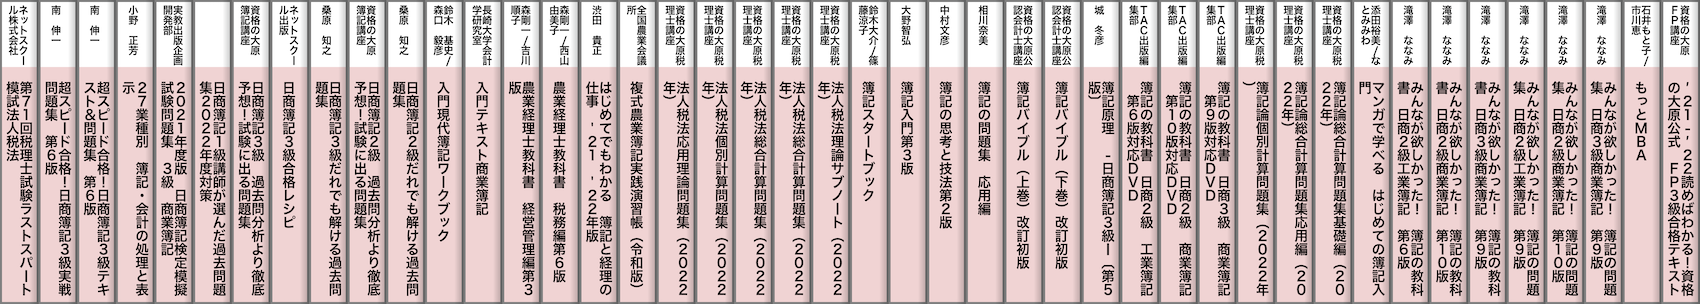 資格の大原
FP講座
’21-’22読めばわかる!資格
の大原公式　FP3級合格テキスト
石井もと子/
市川恵
もっとMBA
滝澤　ななみ
みんなが欲しかった!　簿記の問題
集　日商3級商業簿記　第9版
滝澤　ななみ
みんなが欲しかった!　簿記の問題
集　日商2級商業簿記　第10版
滝澤　ななみ
みんなが欲しかった!　簿記の問題
集　日商2級工業簿記　第9版
滝澤　ななみ
みんなが欲しかった!　簿記の教科
書　日商3級商業簿記　第9版
滝澤　ななみ
みんなが欲しかった!　簿記の教科
書　日商2級商業簿記　第10版
滝澤　ななみ
みんなが欲しかった!　簿記の教科
書　日商2級工業簿記　第6版
添田裕美/な
とみみわ
マンガで学べる　はじめての簿記入
門
資格の大原税
理士講座
簿記論総合計算問題集基礎編(20
22年)
資格の大原税
理士講座
簿記論総合計算問題集応用編(20
22年)
資格の大原税
理士講座
簿記論個別計算問題集(2022年
)
TAC出版編
集部
簿記の教科書　日商3級　商業簿記
　第9版対応DVD
TAC出版編
集部
簿記の教科書　日商2級　商業簿記
　第10版対応DVD
TAC出版編
集部
簿記の教科書　日商2級　工業簿記
　第6版対応DVD
城　冬彦
簿記原理　-日商簿記3級-(第5
版)
資格の大原公
認会計士講座
簿記バイブル(下巻)改訂初版
資格の大原公
認会計士講座
簿記バイブル(上巻)改訂初版
相川奈美
簿記の問題集　応用編
中村文彦
簿記の思考と技法第2版
大野智弘
簿記入門第3版
鈴木大介/篠
藤涼子
簿記スタートブック
資格の大原税
理士講座
法人税法理論サブノート(2022
年)
資格の大原税
理士講座
法人税法総合計算問題集(2022
年)
資格の大原税
理士講座
法人税法総合計算問題集(2022
年)
資格の大原税
理士講座
法人税法個別計算問題集(2022
年)
資格の大原税
理士講座
法人税法応用理論問題集(2022
年)
全国農業会議
所
複式農業簿記実践演習帳(令和版)
渋田　貴正
はじめてでもわかる　簿記と経理の
仕事　’21-’22年版
森剛一/西山
由美子
農業経理士教科書　税務編第6版
森剛一/吉川
順子
農業経理士教科書　経営管理編第3
版
長崎大学会計
学研究室
入門テキスト商業簿記
鈴木　基史/
森口　毅彦
入門現代簿記ワークブック
桑原　知之
日商簿記2級だれでも解ける過去問
題集
資格の大原
簿記講座
日商簿記2級　過去問分析より徹底
予想!試験に出る問題集
桑原　知之
日商簿記3級だれでも解ける過去問
題集
ネットスクー
ル出版
日商簿記3級合格レシピ
資格の大原
簿記講座
日商簿記3級　過去問分析より徹底
予想!試験に出る問題集
日商簿記1級講師が選んだ過去問題
集2022年度対策
実教出版企画
開発部
2021年度版　日商簿記検定模擬
試験問題集　3級　商業簿記
小野　正芳
27業種別　簿記・会計の処理と表
示
南　伸一
超スピード合格!日商簿記3級テキ
スト&問題集　第6版
南　伸一
超スピード合格!日商簿記3級実戦
問題集　第6版
ネットスクー
ル株式会社
第71回税理士試験ラストスパート
模試法人税法